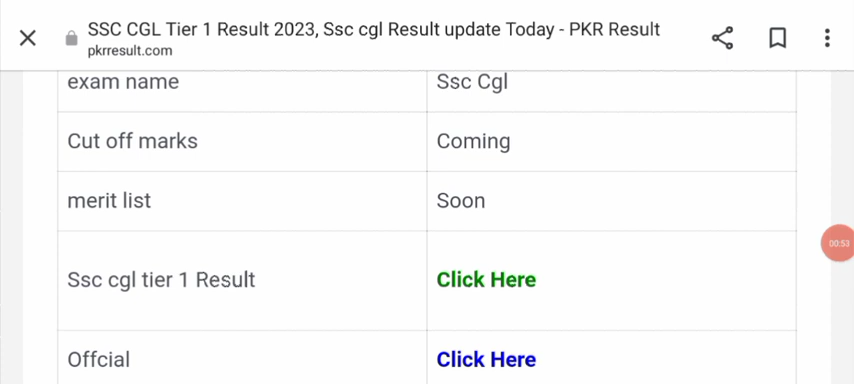 SSC CGL Tier 1 Result 2023, Ssc cgl Result update Today - PKR Result
pkrresult.com
exam name Ssc Cgl
Cut off marks Coming
merit list Soon
00:53
Ssc cgl tier 1 Result Click Here
Offcial Click Here